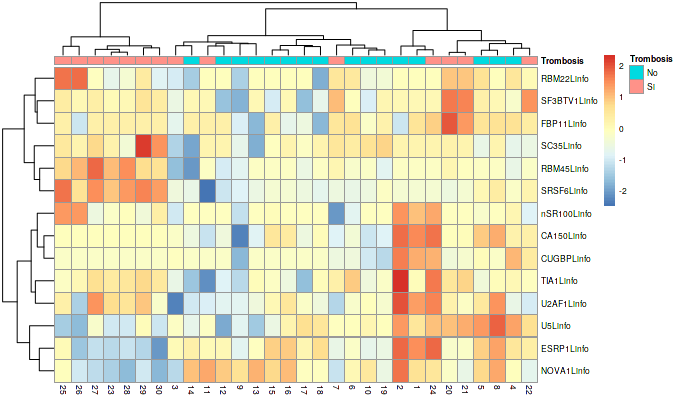 Trombosis
Trombosis
No
SI
RBM22Linfo
SF3BTV1Linfo
FBP11Linfo
SC35Linfo
RBM45Linfo
SRSF6Linfo
nSR100Linfo
CA150Linfo
CUGBPLinfo
TIA1Linfo
U2AF1Linfo
U5Linfo
ESRP1Linfo
NOVA1Linfo
2
1
0
-1
-2
25 26 27 23 28 29 30 3 14 11 12 9 13 15 16 17 18 7 6 10 19 2 1 24 20 21 5 8 4 22